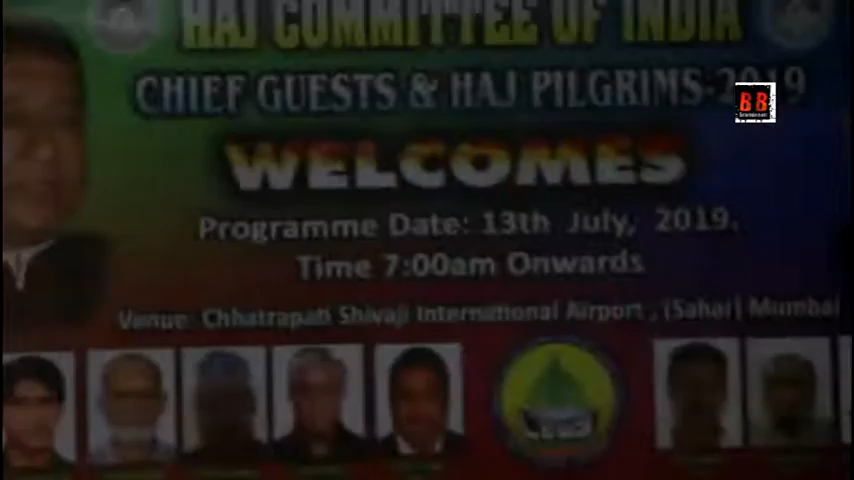 HAJ COMMITTEE OF INDIA
CHIEF GUESTS & HAJ PILGRIMS-2019
WELCOMES
Programme Date: 13th July, 2019.
Time 7:00am Onwards
Venue: Chhatrapati Shivaji International Airport, (Sahar) Mumbai
BB